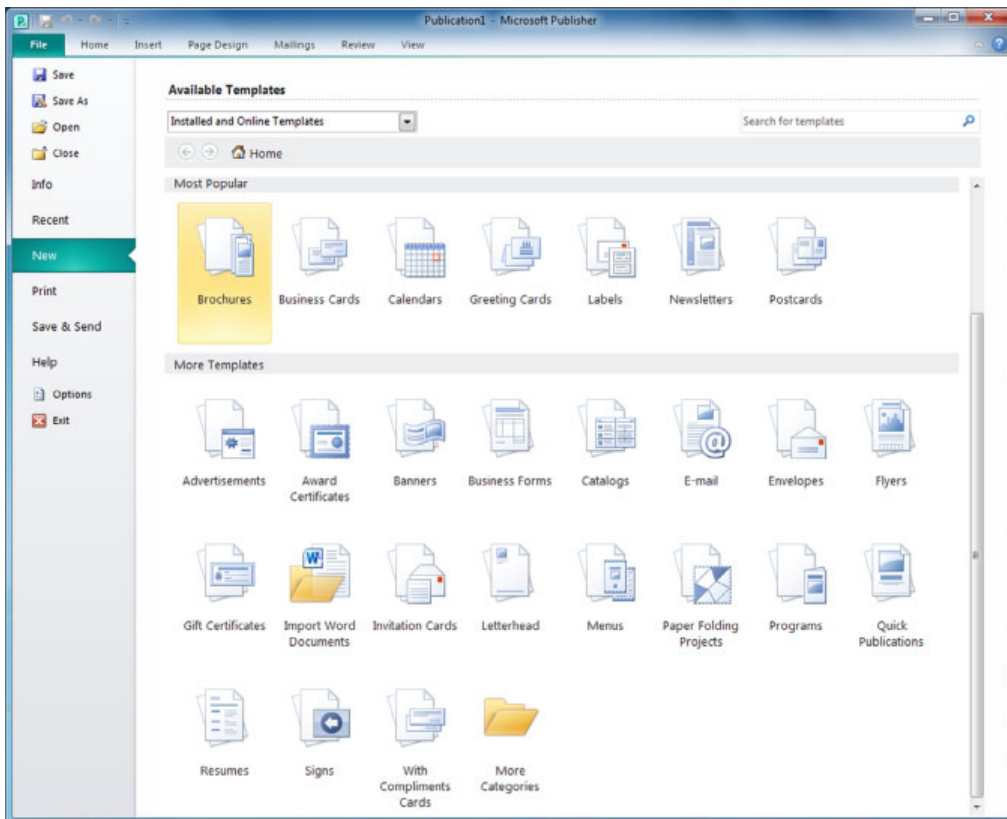 Publication1 - Microsoft Publisher
File Home Insert Page Design Mailings Review View
Save
Save As
Open
Close
Info
Recent
New
Print
Save & Send
Help
Options
Exit
Available Templates
Installed and Online Templates
Search for templates
Home
Most Popular
Brochures Business Cards Calendars Greeting Cards Labels Newsletters Postcards
More Templates
Advertisements Award Certificates Banners Business Forms Catalogs E-mail Envelopes Flyers
Gift Certificates Import Word Documents Invitation Cards Letterhead Menus Paper Folding Projects Programs Quick Publications
Resumes Signs With Compliments Cards More Categories